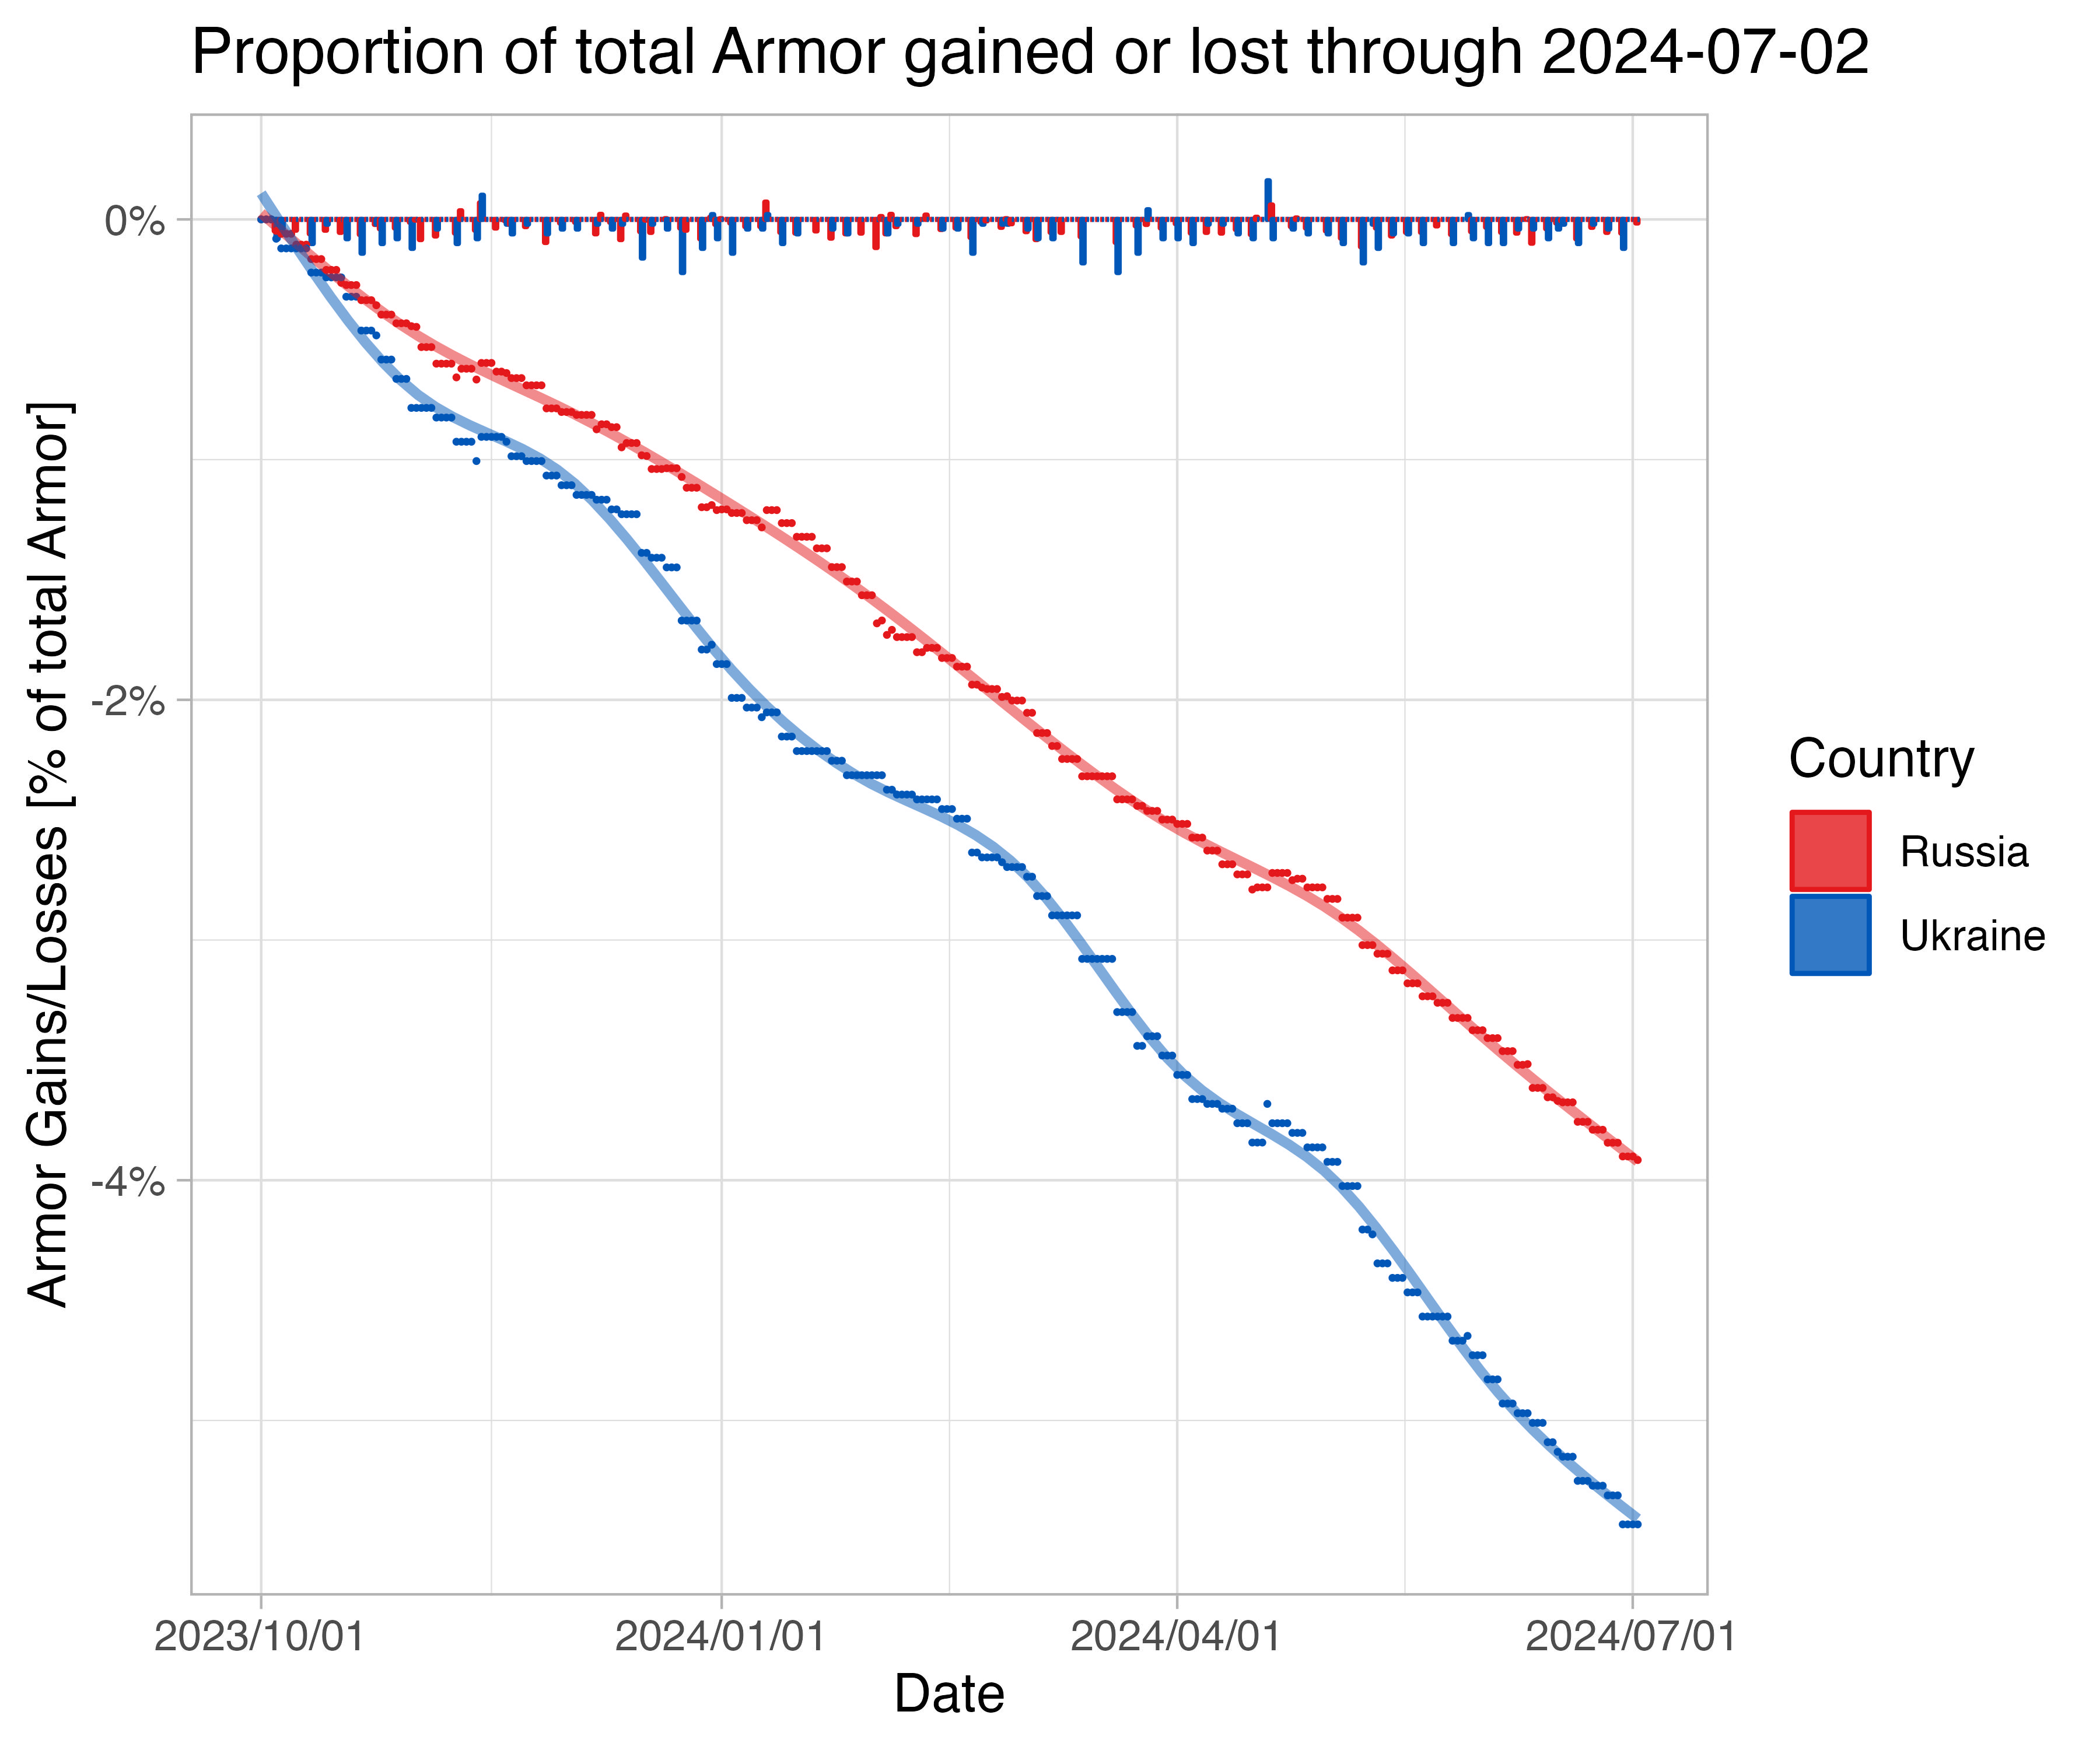 Proportion of total Armor gained or lost through 2024-07-02
Armor Gains/Losses [% of total Armor]
0%
-2%
-4%
2023/10/01
2024/01/01
2024/04/01
2024/07/01
Date
Country
Russia
Ukraine